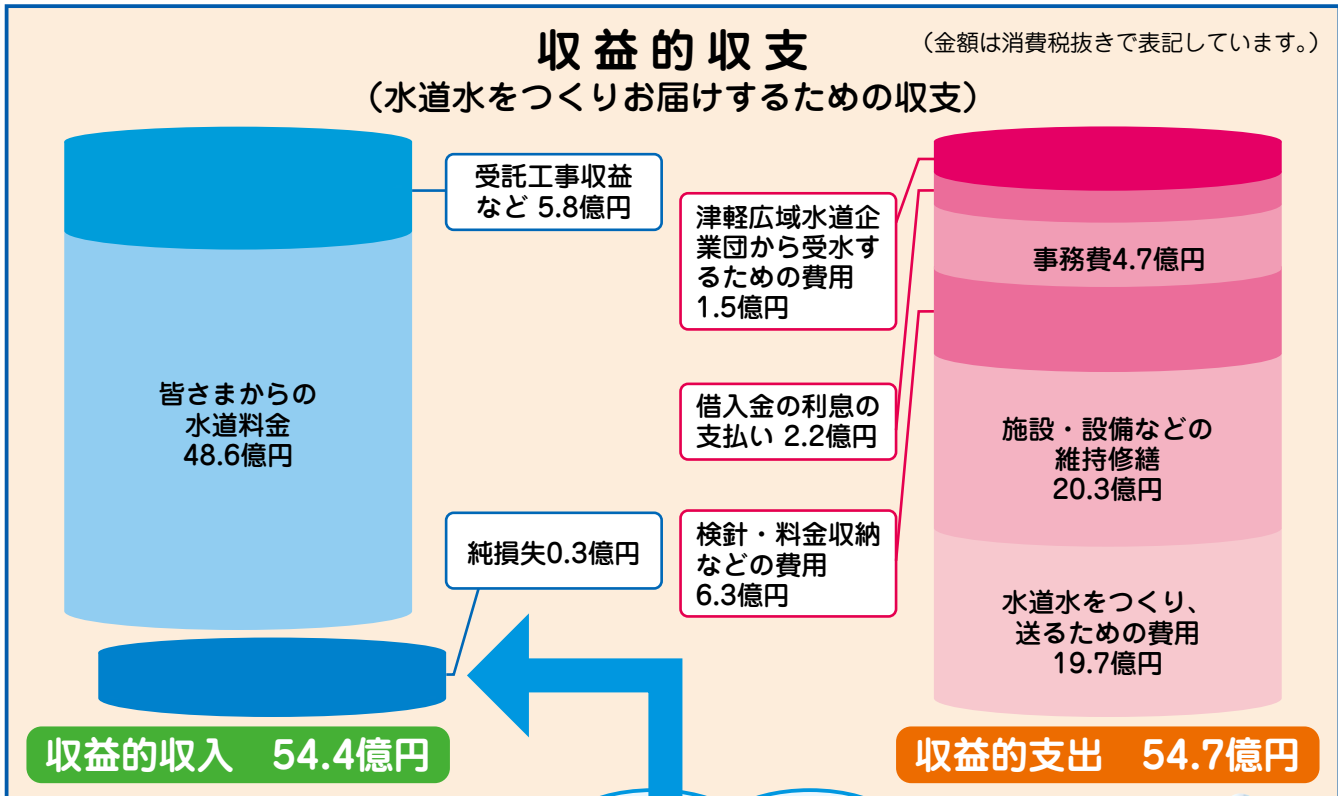 収益的収支
（金額は消費税抜きで表記しています。）
（水道水をつくりお届けするための収支）
受託工事収益
など 5.8億円
皆さまからの
水道料金
48.6億円
純損失0.3億円
収益的収入　54.4億円
津軽広域水道企
業団から受水す
るための費用
1.5億円
借入金の利息の
支払い 2.2億円
検針・料金収納
などの費用
6.3億円
事務費4.7億円
施設・設備などの
維持修繕
20.3億円
水道水をつくり、
送るための費用
19.7億円
収益的支出　54.7億円